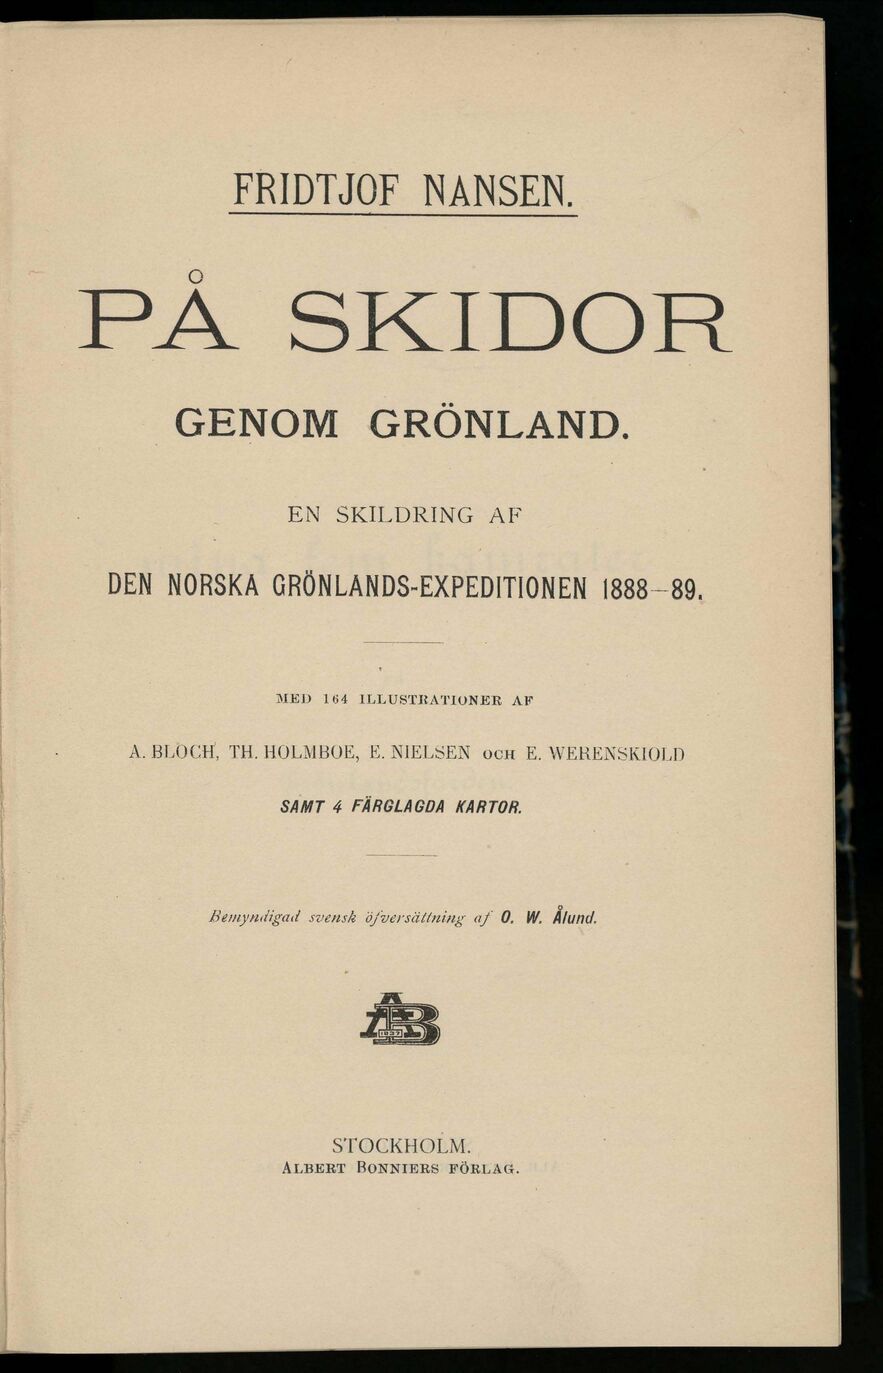 FRIDTJOF NANSEN.
PÅ SKIDOR
GENOM GRÖNLAND.
EN SKILDRING AF
DEN NORSKA GRÖNLANDS-EXPEDITIONEN 1888—89.
MED 164 ILLUSTRATIONER AF
A. BLOCH, TH. HOLMBOE, E. NIELSEN OCH E. WERENSKIOLD
SAMT 4 FÄRGLAGDA KARTOR.
Bemyndigad svensk öfversättning af O. W. Ålund.
AB
1837
STOCKHOLM.
ALBERT BONNIERS FÖRLAG.